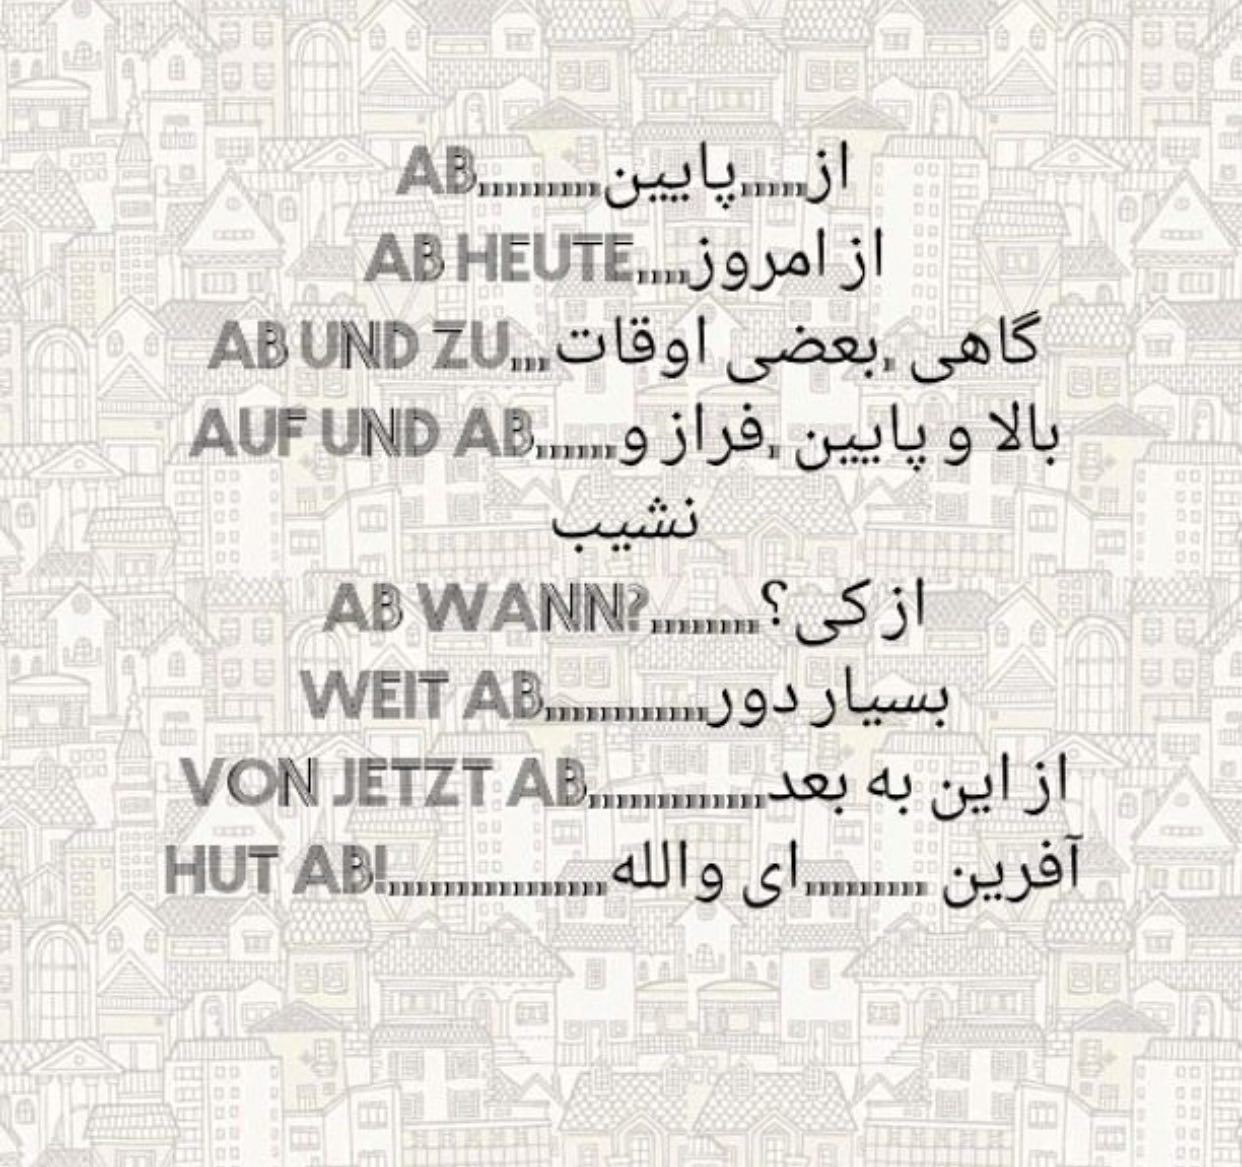 AB.........از.....پایین
AB HEUTE....از امروز
AB UND ZU...گاهی .بعضی اوقات
AUF UND AB......بالا و پایین .فراز و
نشیب
AB WANN?........از کی؟
WEIT AB............بسیار دور
VON JETZT AB.............از این به بعد
HUT AB!................آفرین .........ای والله